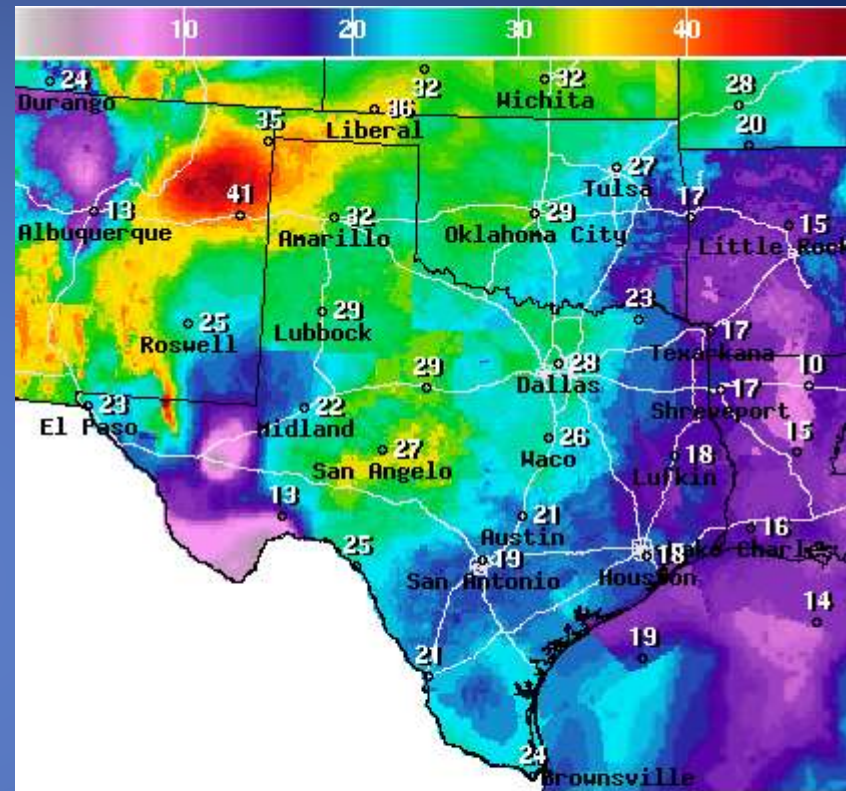 10 20 30 40
24
Durango
32
32
Wichita
28
36
Liberal
35
20
27
Tulsa
13
Albuquerque
41
32
Amarillo
29
Oklahoma City
17
15
Little Rock
25
Roswell
29
Lubbock
23
17
Texarkana
28
Dallas
29
10
17
Shreveport
23
El Paso
22
Midland
27
San Angelo
26
Waco
18
Lufkin
15
13
21
Austin
16
Lake Charles
25
19
San Antonio
18
Houston
14
19
21
24
Brownsville